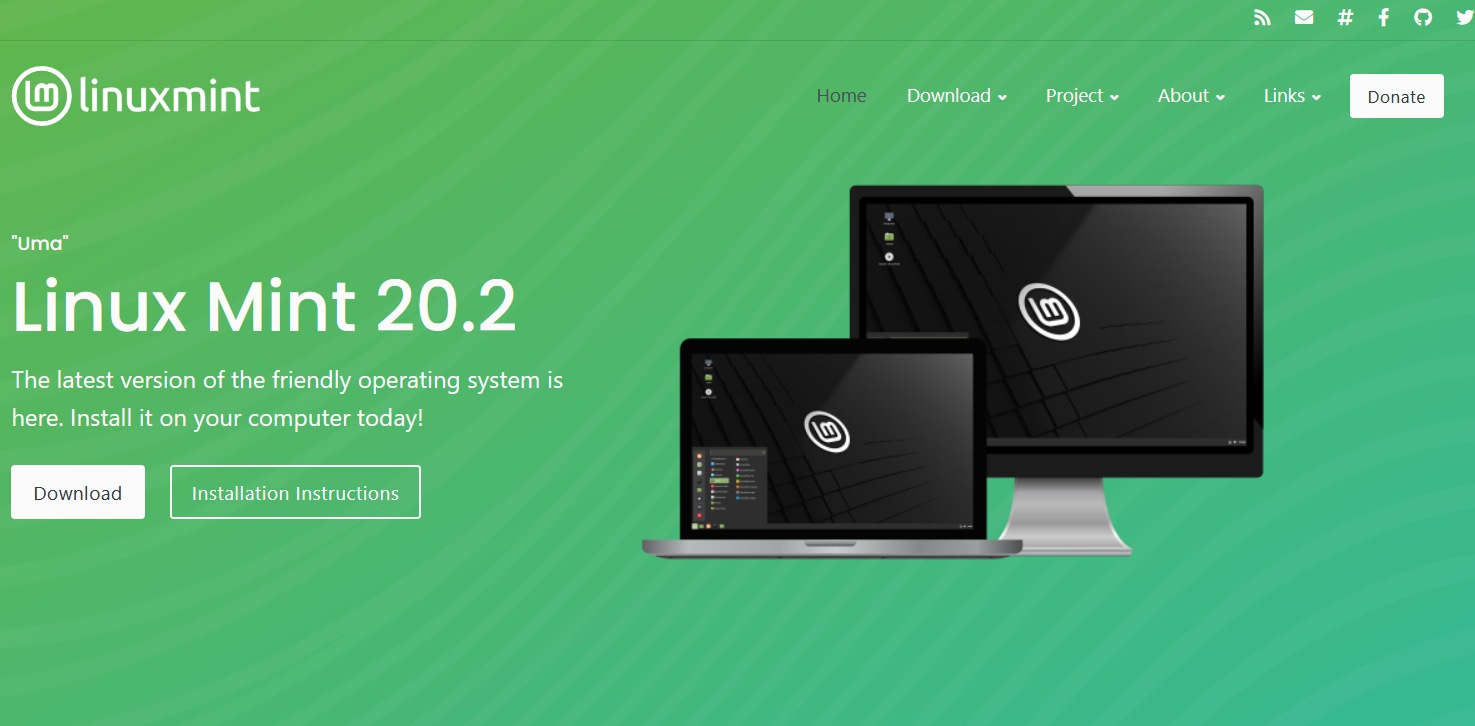 linuxmint
Home Download Project About Links Donate
"Uma"
Linux Mint 20.2
The latest version of the friendly operating system is
here. Install it on your computer today!
Download Installation Instructions